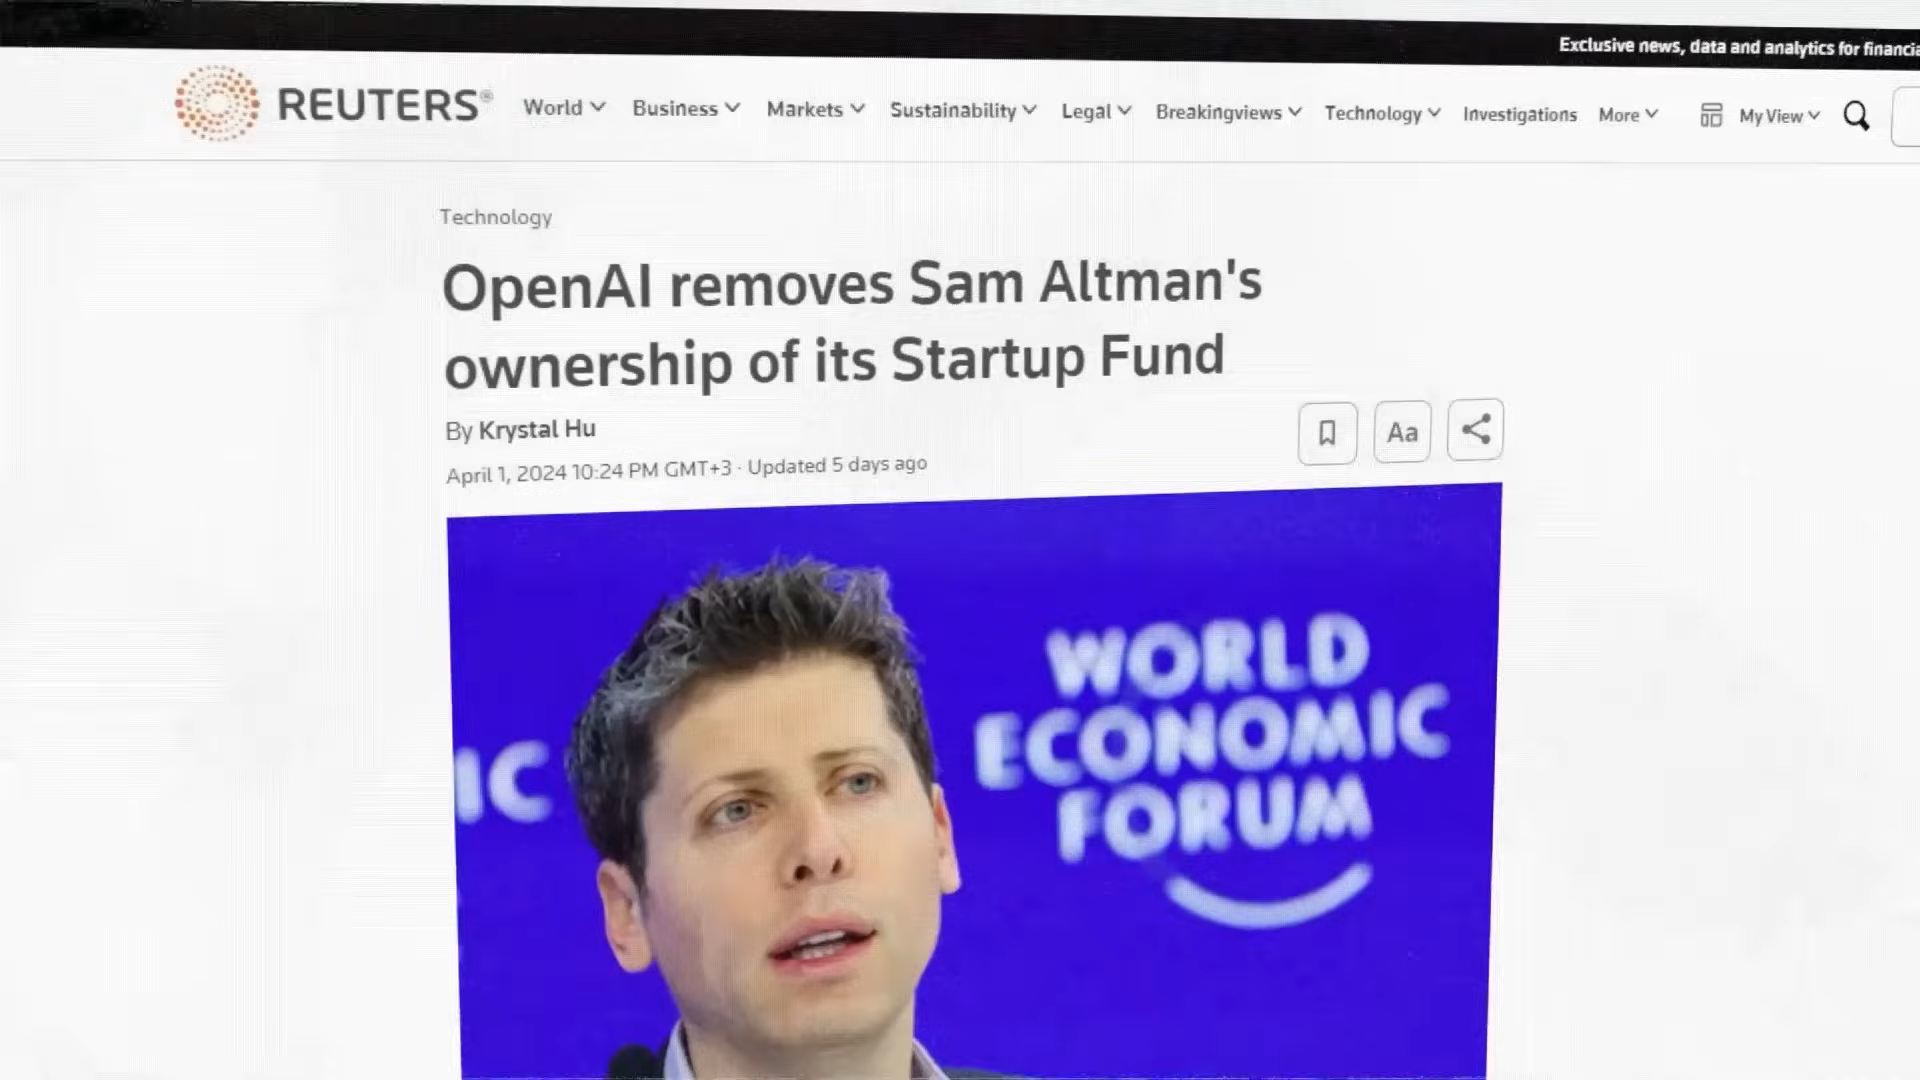 Exclusive news, data and analytics for
REUTERS®
World Business Markets Sustainability Legal Breakingviews Technology Investigations More My View
Technology
OpenAI removes Sam Altman's
ownership of its Startup Fund
By Krystal Hu
Aa
April 1, 2024 10:24 PM GMT+3 · Updated 5 days ago
WORLD
ECONOMIC
FORUM
IC